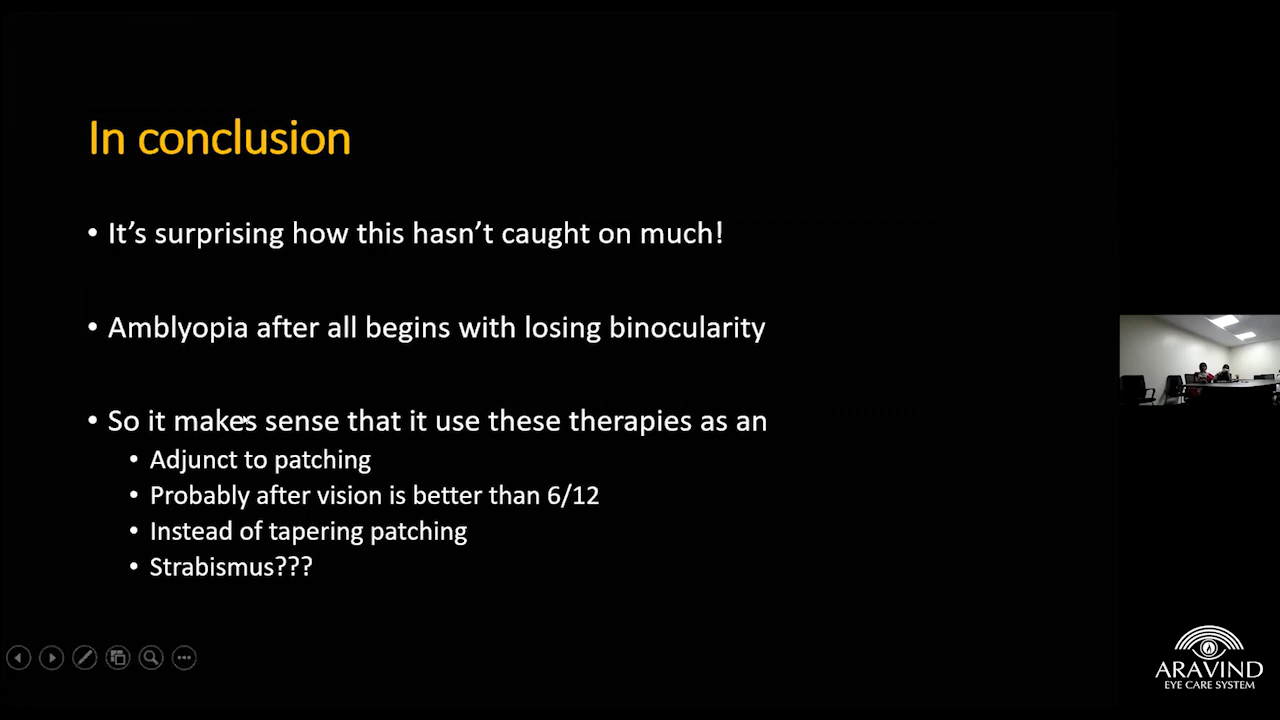 In conclusion
• It's surprising how this hasn't caught on much!
• Amblyopia after all begins with losing binocularity
• So it makes sense that it use these therapies as an
• Adjunct to patching
• Probably after vision is better than 6/12
• Instead of tapering patching
• Strabismus???
ARAVIND
EYE CARE SYSTEM